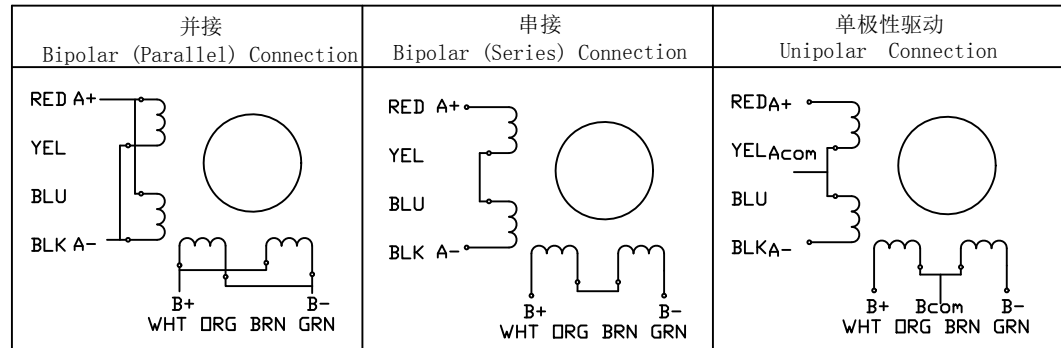 并接
Bipolar (Parallel) Connection
RED A+
YEL
BLU
BLK A-
B+ B-
WHT ORG BRN GRN
串接
Bipolar (Series) Connection
RED A+
YEL
BLU
BLK A-
B+ B-
WHT ORG BRN GRN
单极性驱动
Unipolar Connection
REDA+
YELAcom
BLU
BLKA-
B+ Bcom B-
WHT ORG BRN GRN